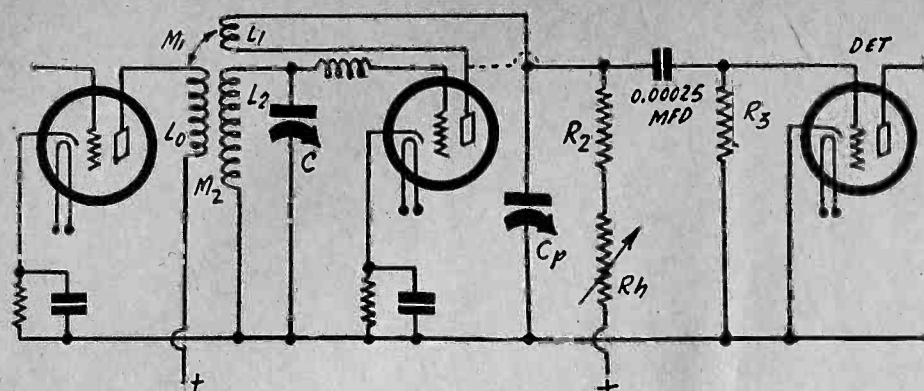 M1
L1
DET
L0
L2
M2
C
0.00025
MFD
R2
R3
Cp
Rh
+
+